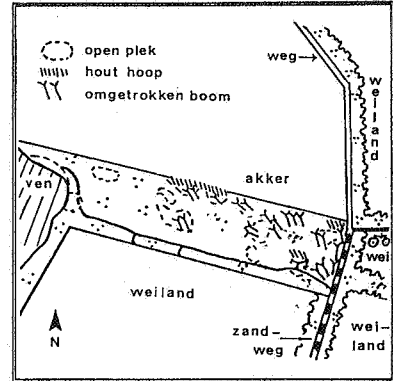 open plek
hout hoop
omgetrokken boom
weg
weiland
akker
ven
wei
weiland
zand-
weg
wei-
land
N